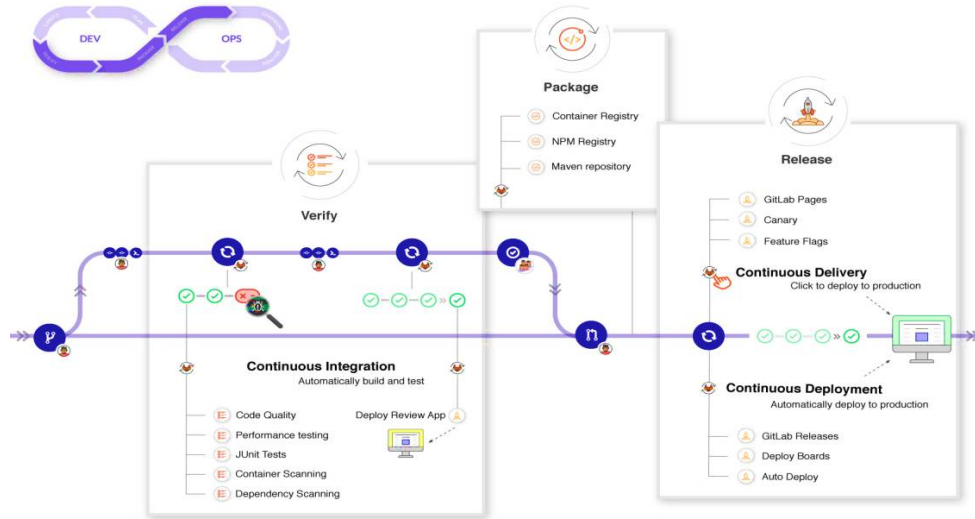 DEV
OPS
Package
Container Registry
NPM Registry
Maven repository
Release
GitLab Pages
Canary
Feature Flags
Continuous Delivery
Click to deploy to production
Continuous Deployment
Automatically deploy to production
GitLab Releases
Deploy Boards
Auto Deploy
Verify
Continuous Integration
Automatically build and test
Code Quality
Performance testing
JUnit Tests
Container Scanning
Dependency Scanning
Deploy Review App